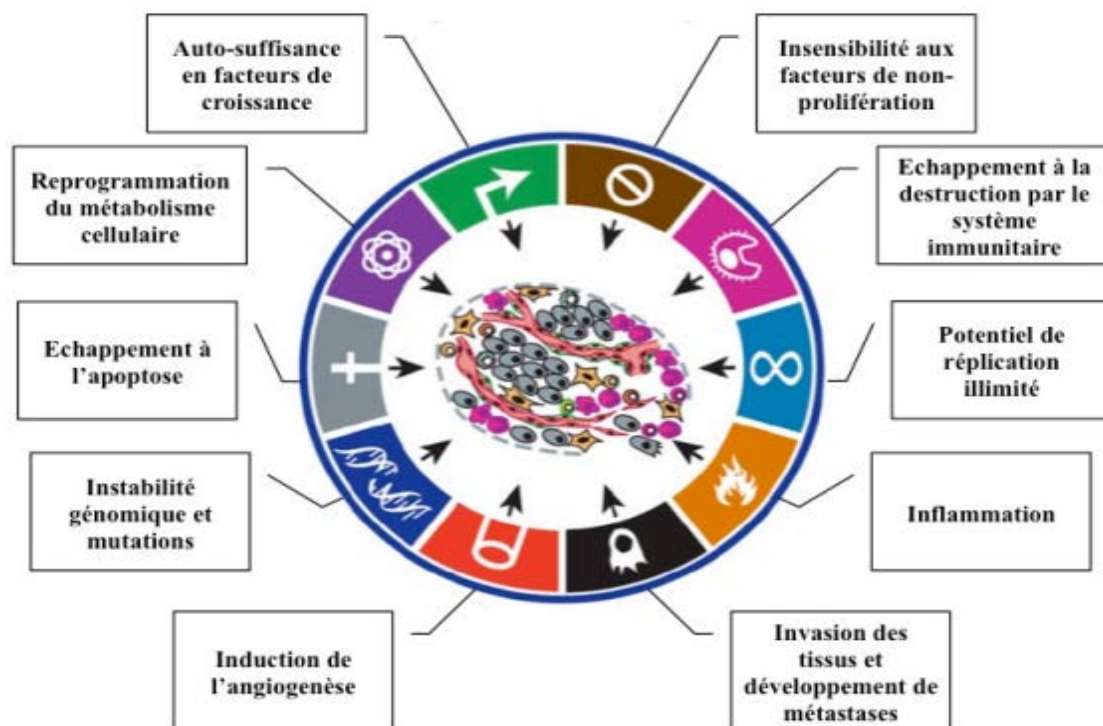 Auto-suffisance
en facteurs de
croissance
Insensibilité aux
facteurs de non-
prolifération
Reprogrammation
du métabolisme
cellulaire
Echappement à la
destruction par le
système
immunitaire
Echappement à
l’apoptose
Potentiel de
réplication
illimité
Instabilité
génomique et
mutations
Inflammation
Induction de
l’angiogenèse
Invasion des
tissus et
développement de
métastases